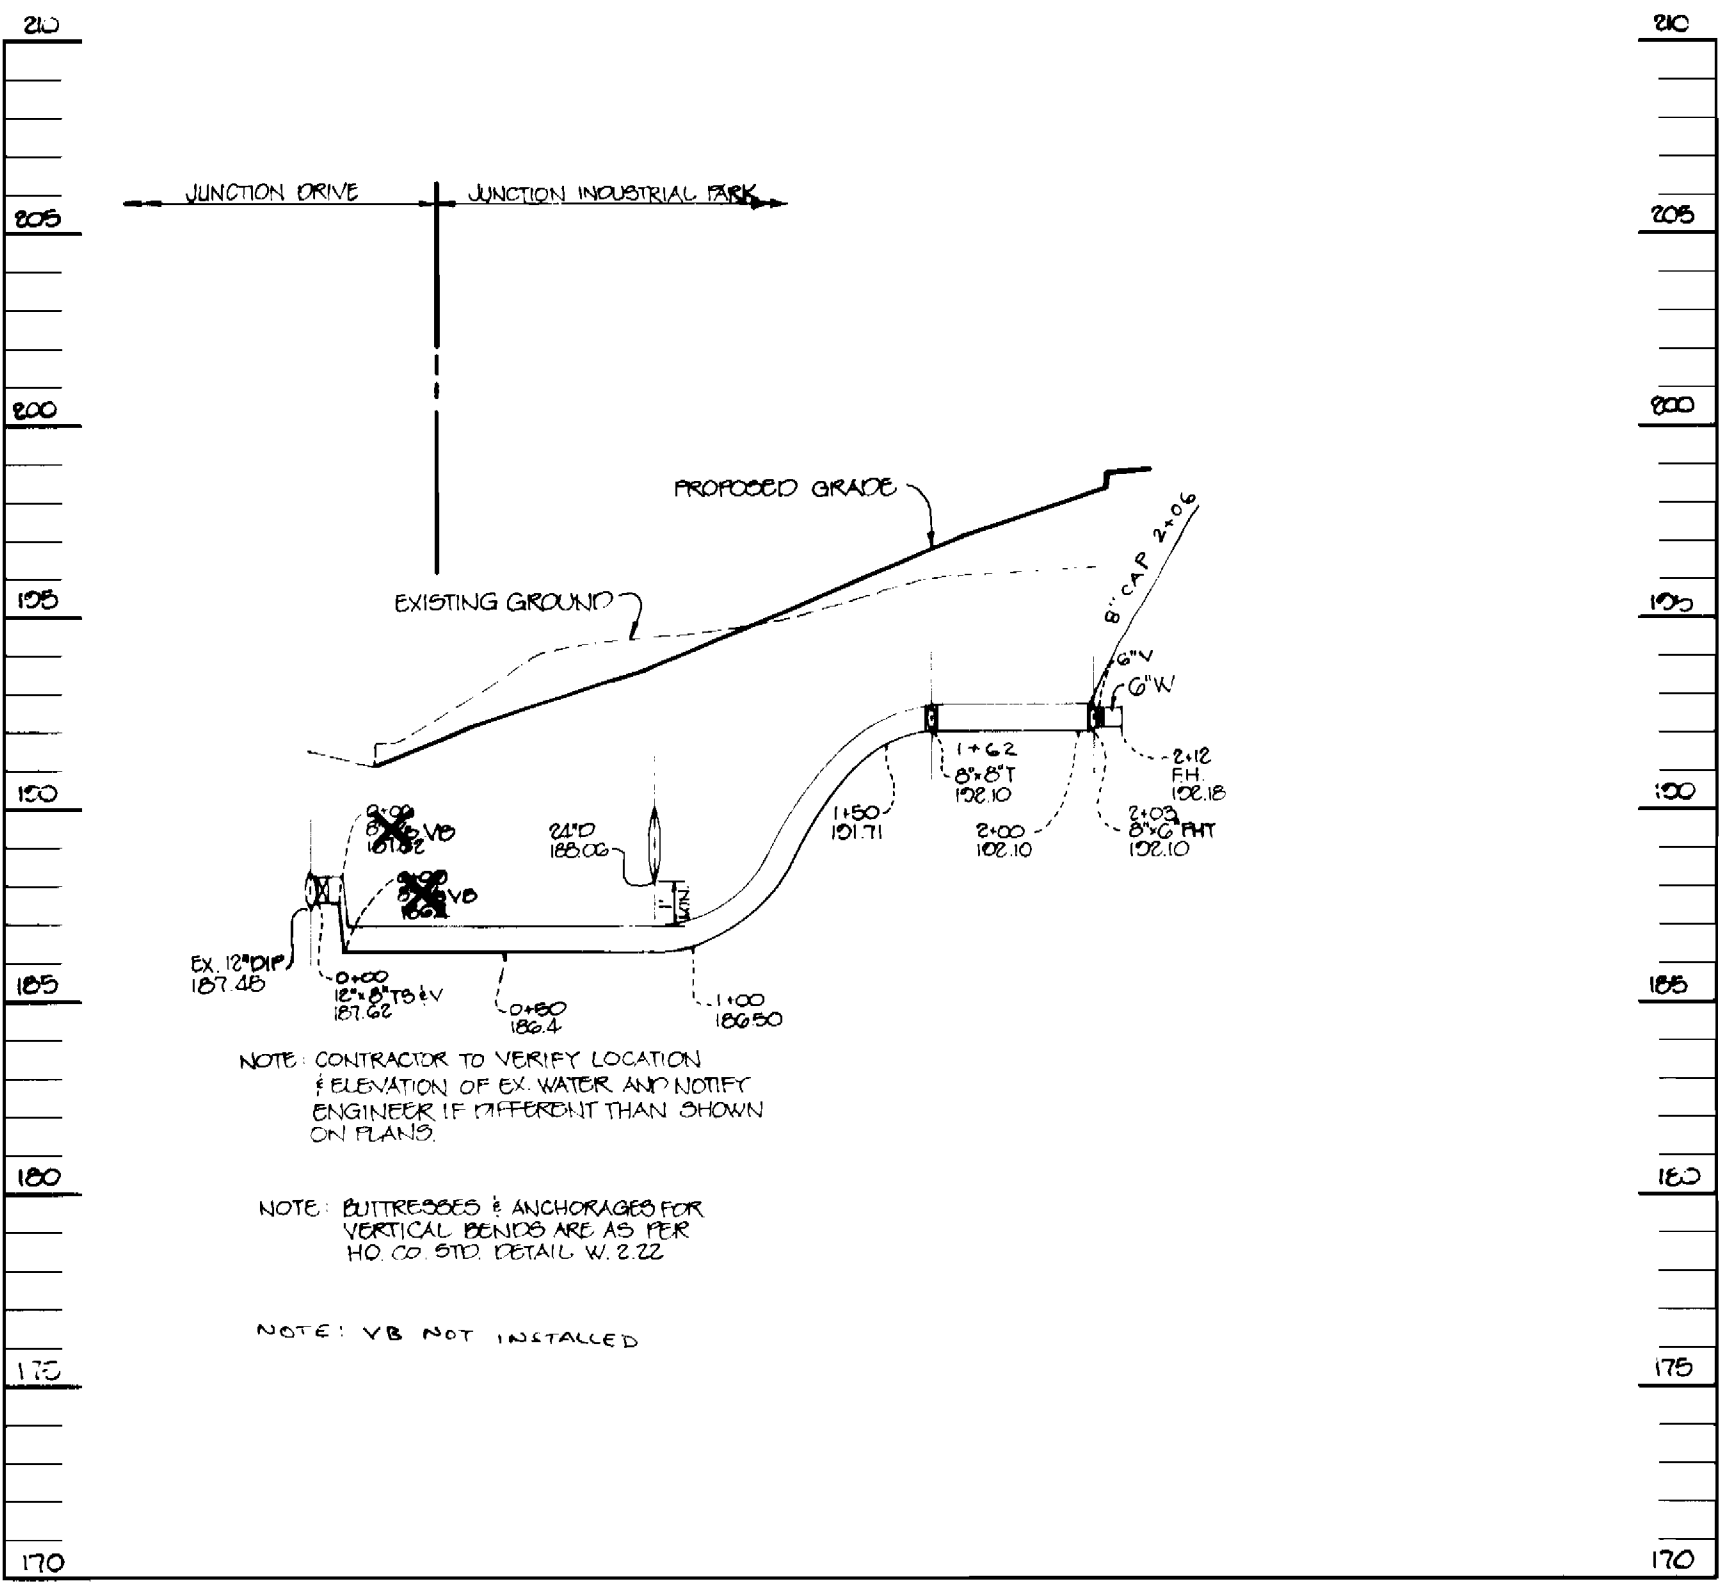 210
210
JUNCTION DRIVE
JUNCTION INDUSTRIAL PARK
205
205
200
200
PROPOSED GRADE
8" CAP 2+06
EXISTING GROUND
195
195
6"V
6"W
1+62
8"x8"T
192.10
2+12
F.H.
192.18
190
190
VB
24"D
188.06
1+50
191.71
2+00
192.10
2+03
8"x6" FHT
192.10
VB
1'
MIN.
EX. 12" DIP
187.48
185
185
0+00
12"x8" TS & V
187.62
0+50
186.4
1+00
186.50
NOTE: CONTRACTOR TO VERIFY LOCATION
& ELEVATION OF EX. WATER AND NOTIFY
ENGINEER IF DIFFERENT THAN SHOWN
ON PLANS.
180
180
NOTE: BUTTRESSES & ANCHORAGES FOR
VERTICAL BENDS ARE AS PER
HO. CO. STD. DETAIL W. 2.22
NOTE: VB NOT INSTALLED
175
175
170
170